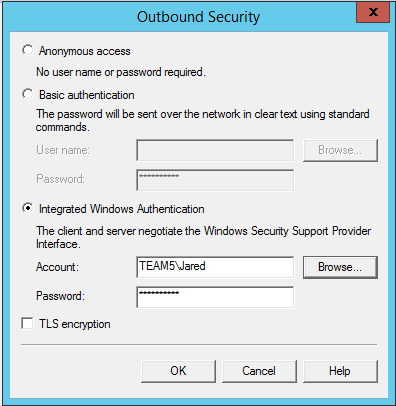 Outbound Security
x
Anonymous access
No user name or password required.
Basic authentication
The password will be sent over the network in clear text using standard
commands.
User name:
Browse...
Password:
**********
Integrated Windows Authentication
The client and server negotiate the Windows Security Support Provider
Interface.
Account:
TEAM5\Jared
Browse...
Password:
**********
TLS encryption
OK
Cancel
Help